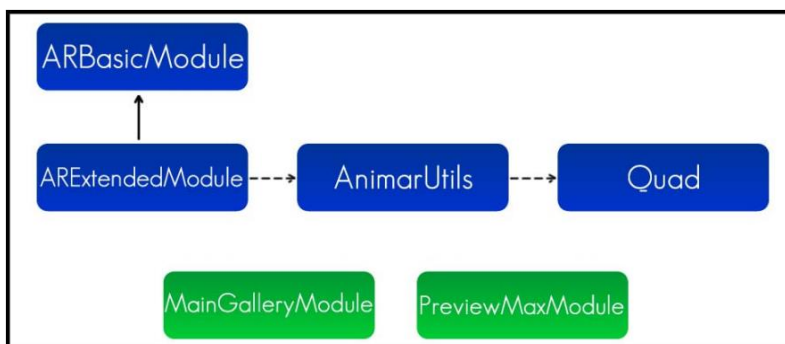 ARBasicModule
ARExtendedModule
AnimarUtils
Quad
MainGalleryModule
PreviewMaxModule